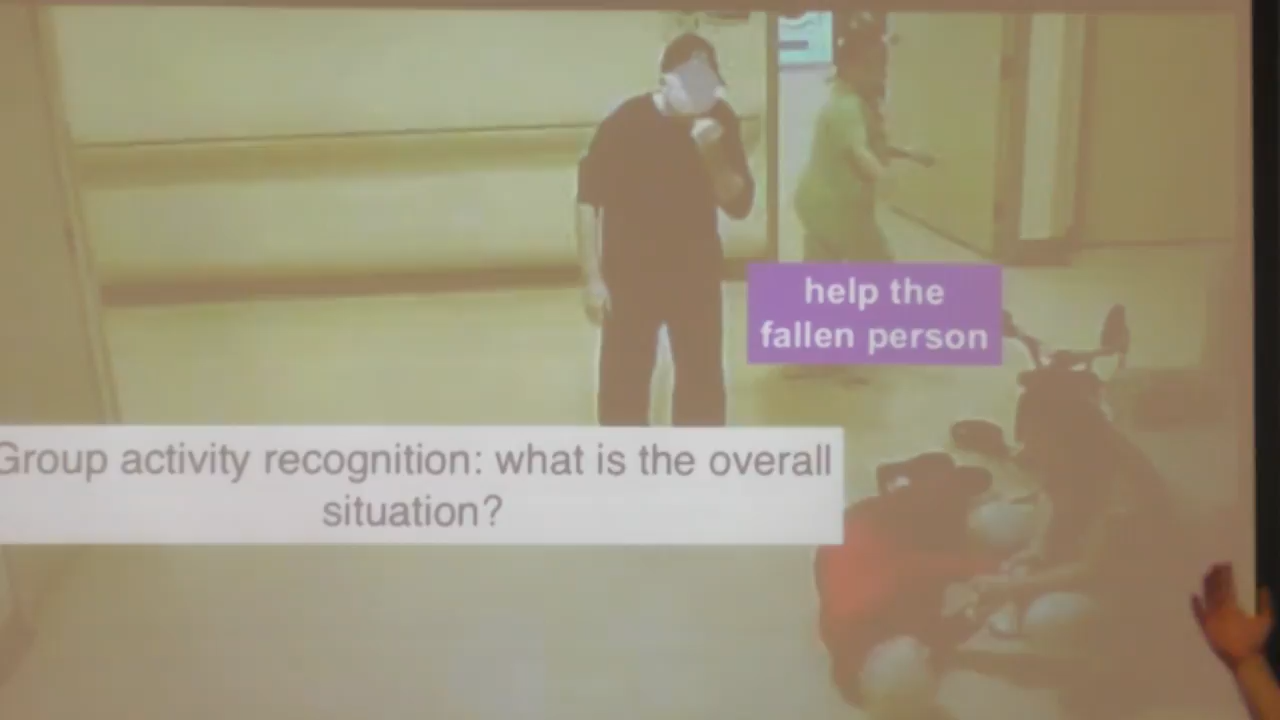 help the
fallen person
Group activity recognition: what is the overall
situation?